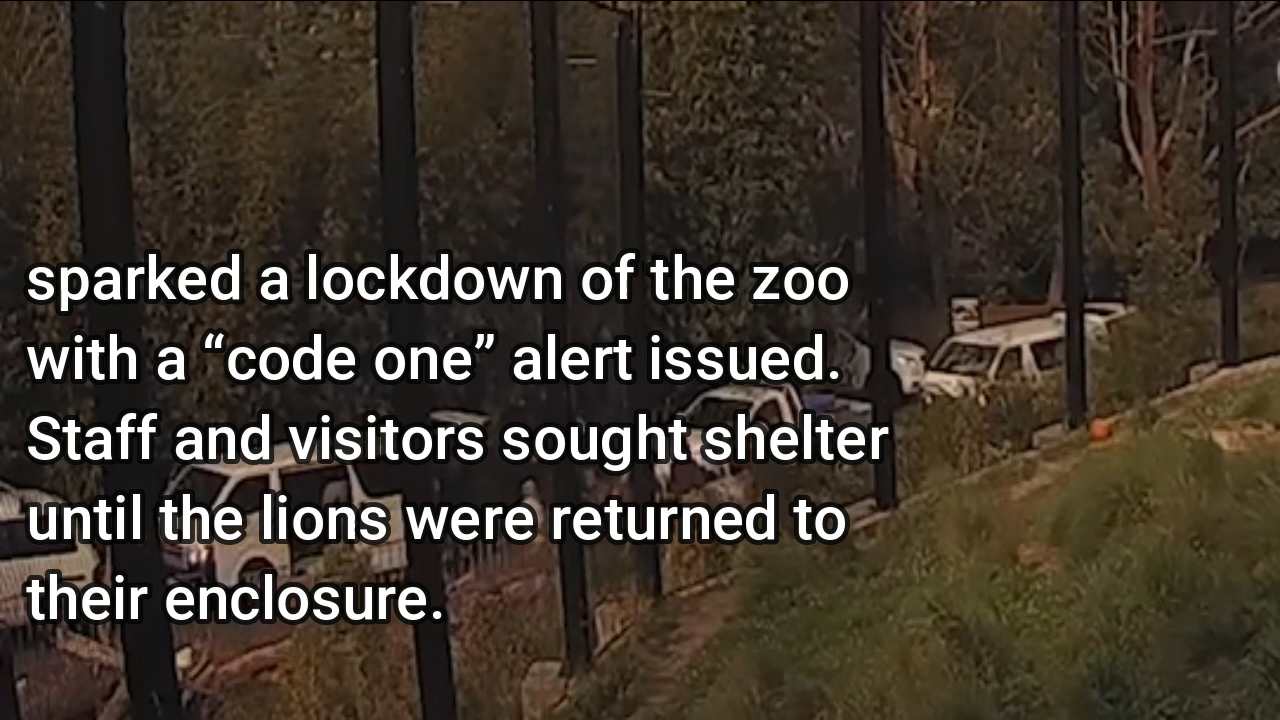 sparked a lockdown of the zoo
with a “code one” alert issued.
Staff and visitors sought shelter
until the lions were returned to
their enclosure.